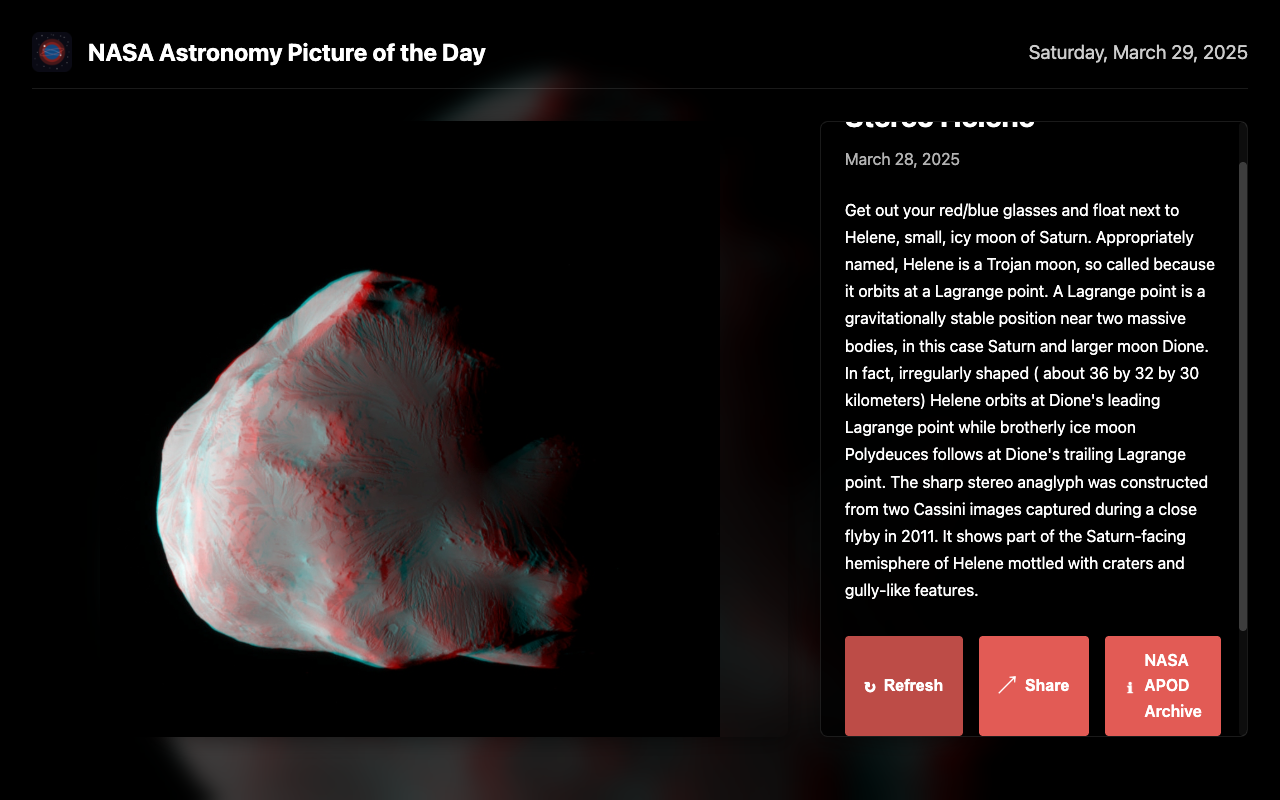 NASA Astronomy Picture of the Day
Saturday, March 29, 2025
Stereo Helene
March 28, 2025
Get out your red/blue glasses and float next to
Helene, small, icy moon of Saturn. Appropriately
named, Helene is a Trojan moon, so called because
it orbits at a Lagrange point. A Lagrange point is a
gravitationally stable position near two massive
bodies, in this case Saturn and larger moon Dione.
In fact, irregularly shaped ( about 36 by 32 by 30
kilometers) Helene orbits at Dione's leading
Lagrange point while brotherly ice moon
Polydeuces follows at Dione's trailing Lagrange
point. The sharp stereo anaglyph was constructed
from two Cassini images captured during a close
flyby in 2011. It shows part of the Saturn-facing
hemisphere of Helene mottled with craters and
gully-like features.
↻ Refresh
↗ Share
ℹ NASA
APOD
Archive